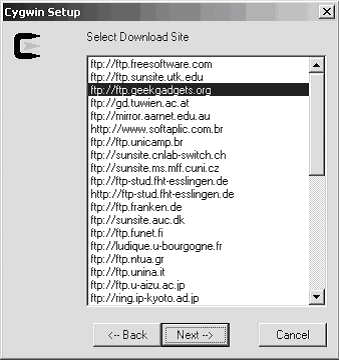 Cygwin Setup
Select Download Site
ftp://ftp.freesoftware.com
ftp://ftp.sunsite.utk.edu
ftp://ftp.geekgadgets.org
ftp://gd.tuwien.ac.at
ftp://mirror.aarnet.edu.au
http://www.softaplic.com.br
ftp://ftp.unicamp.br
ftp://sunsite.cnlab-switch.ch
ftp://sunsite.ms.mff.cuni.cz
ftp://ftp-stud.fht-esslingen.de
http://ftp-stud.fht-esslingen.de
ftp://ftp.franken.de
ftp://sunsite.auc.dk
ftp://ftp.funet.fi
ftp://ludique.u-bourgogne.fr
ftp://ftp.ntua.gr
ftp://ftp.unina.it
ftp://ftp.u-aizu.ac.jp
ftp://ring.ip-kyoto.ad.jp
<-- Back
Next -->
Cancel